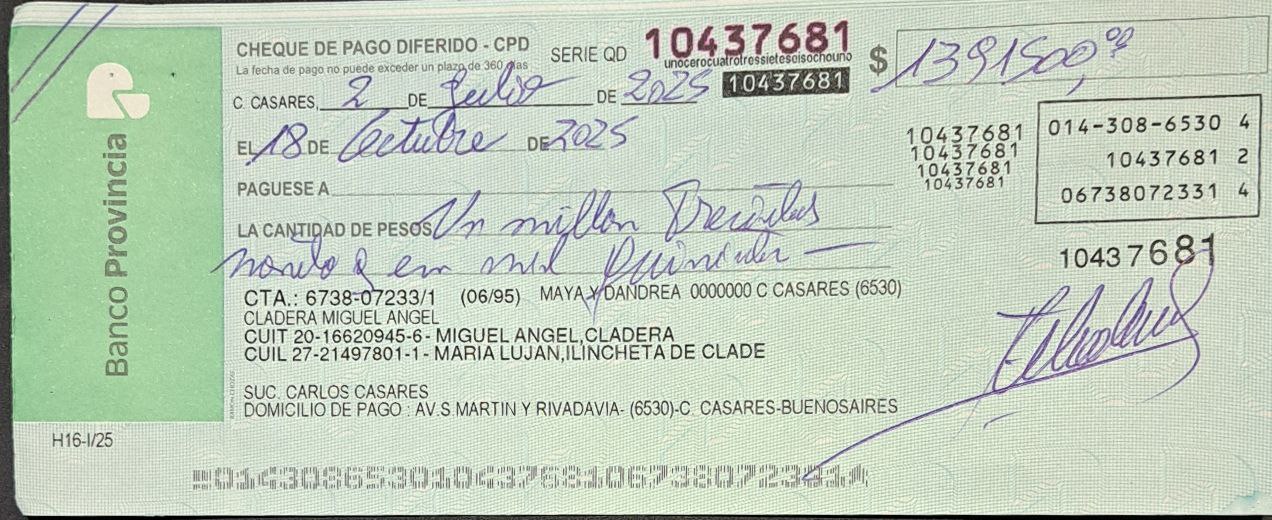 CHEQUE DE PAGO DIFERIDO - CPD SERIE QD 10437681 $ 1391500,00
La fecha de pago no puede exceder un plazo de 360 días unocerocuatrotressieteseisochouno
C. CASARES, 2 DE Julio DE 2025 10437681
EL 18 DE Octubre DE 2025
10437681
10437681
10437681
10437681
014-308-6530 4
10437681 2
06738072331 4
PAGUESE A
LA CANTIDAD DE PESOS Un millon Trecientos
mil Quinientos
10437681
CTA.: 6738-07233/1 (06/95) MAYA Y DANDREA 0000000 C CASARES (6530)
CLADERA MIGUEL ANGEL
CUIT 20-16620945-6 - MIGUEL ANGEL,CLADERA
CUIL 27-21497801-1 - MARIA LUJAN,ILINCHETA DE CLADE
SUC. CARLOS CASARES
DOMICILIO DE PAGO : AV.S.MARTIN Y RIVADAVIA- (6530)-C. CASARES-BUENOSAIRES
Banco Provincia
H16-I/25